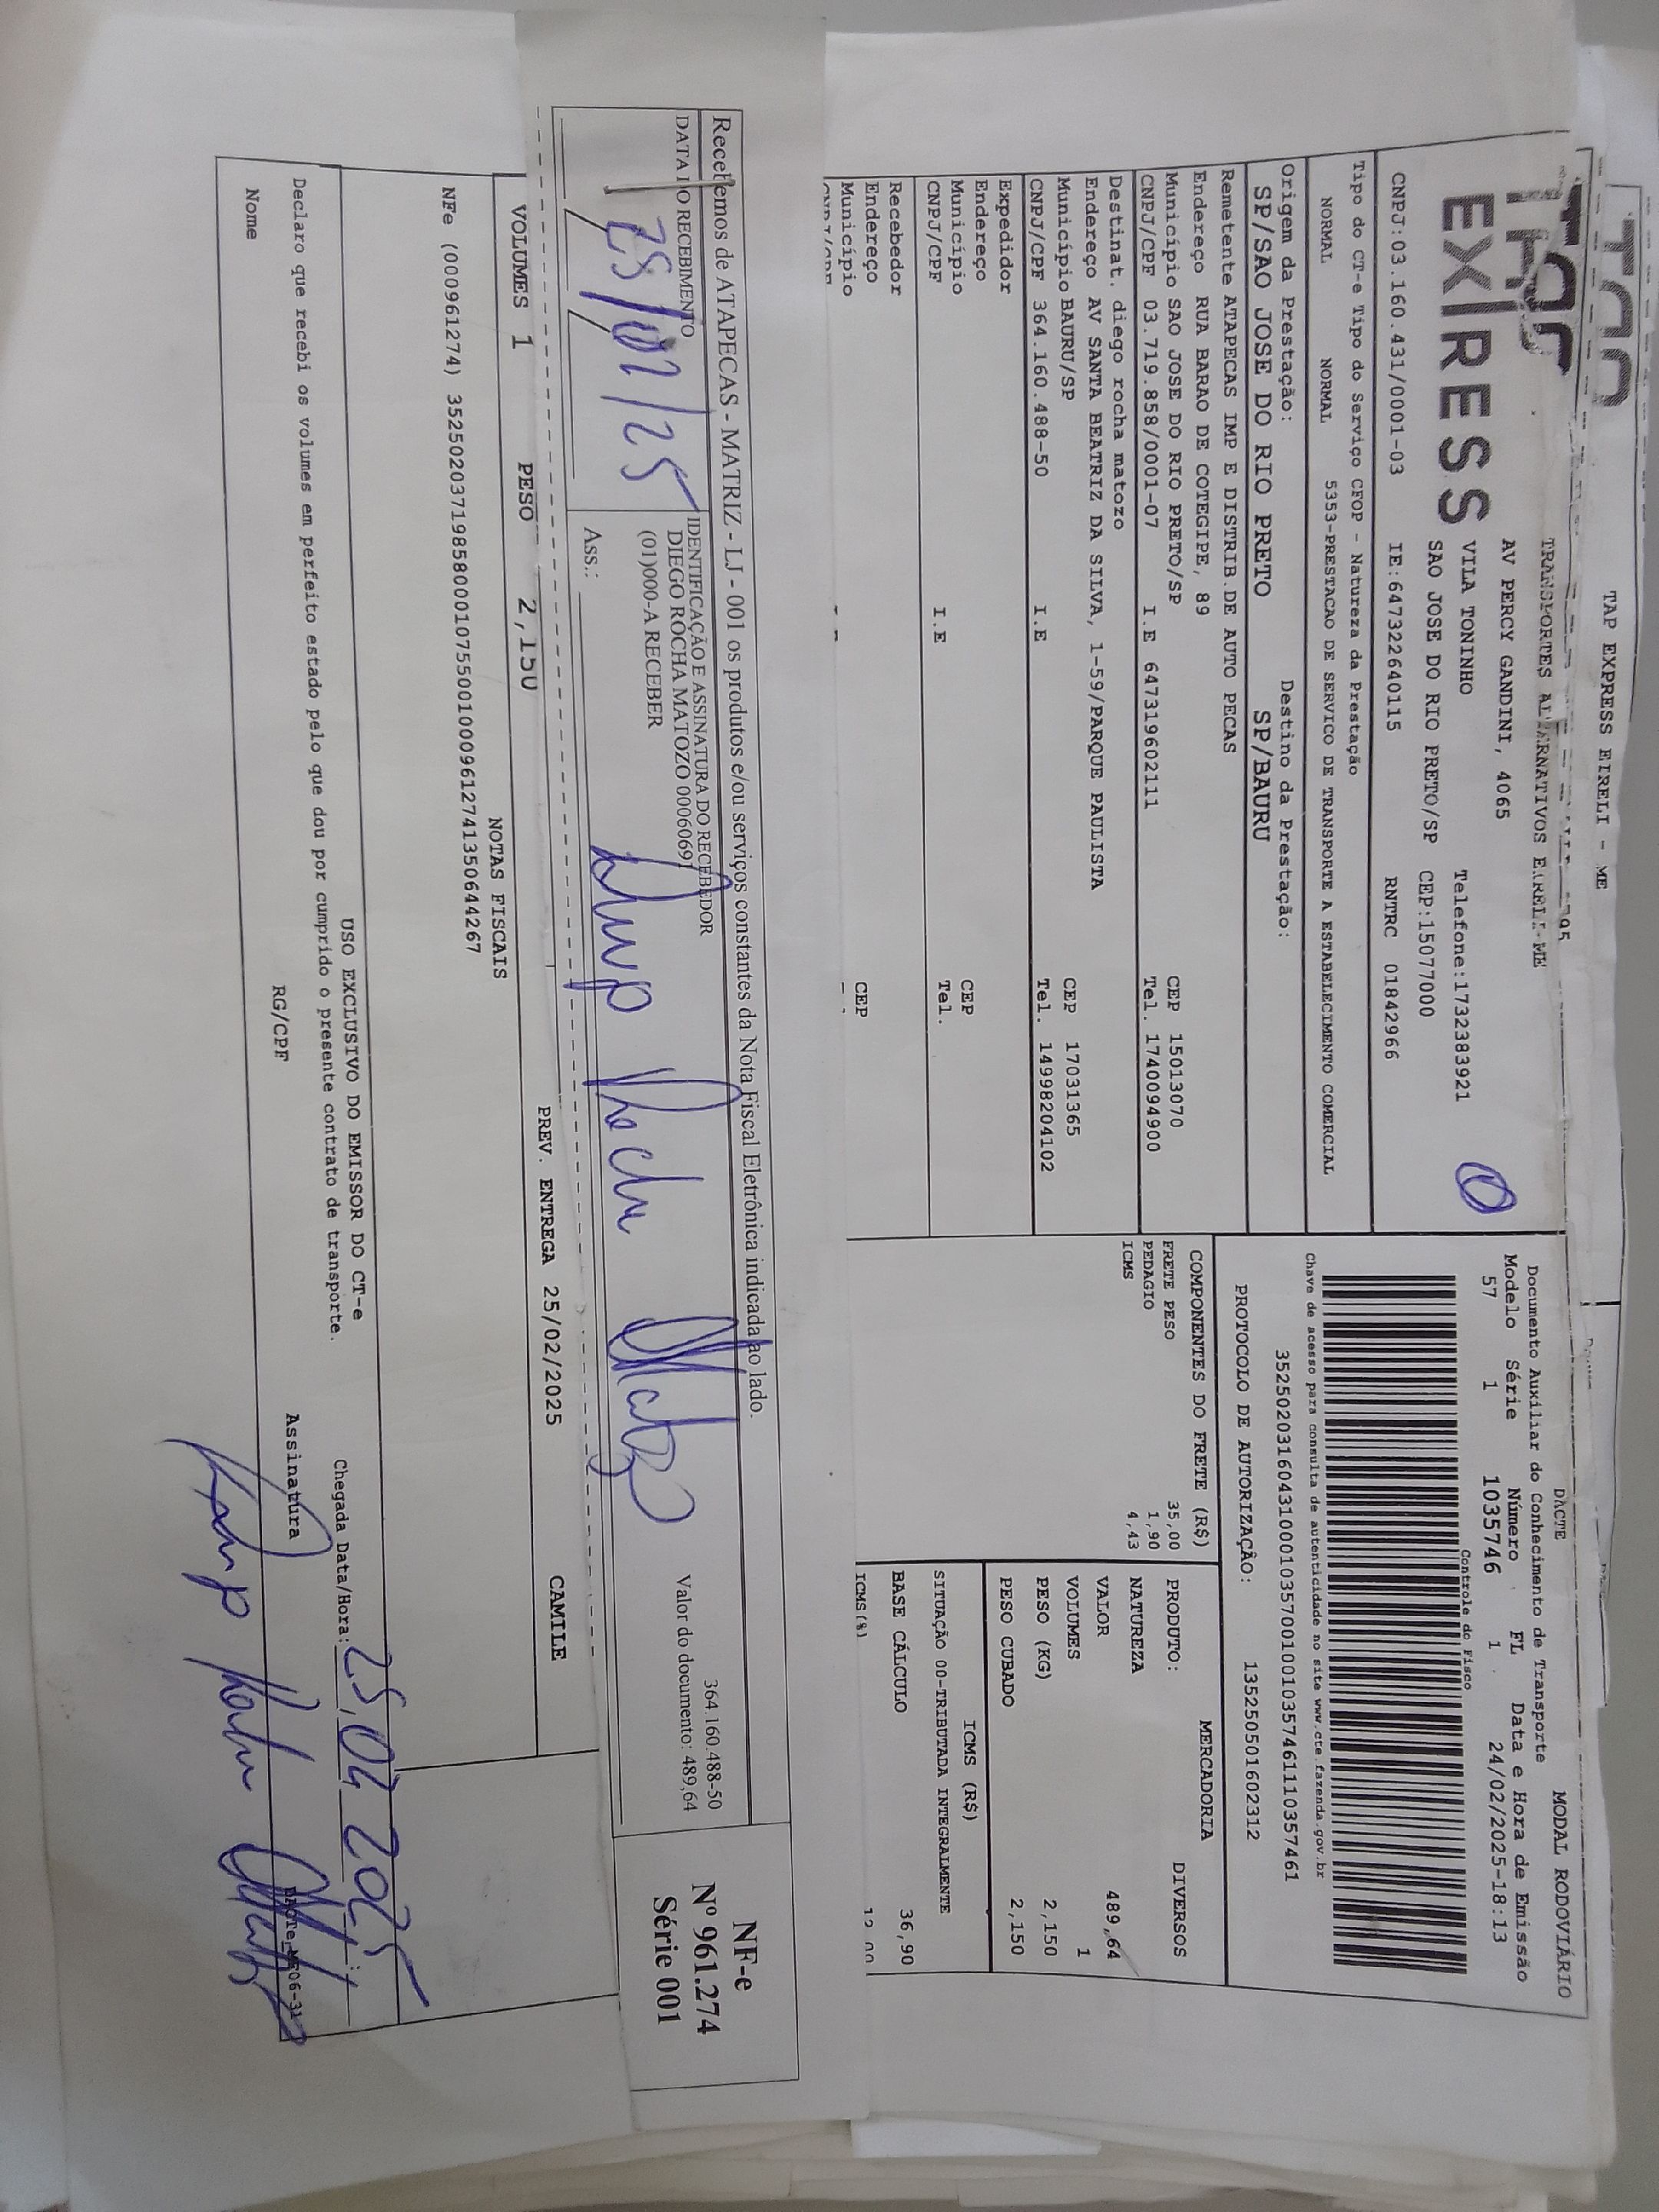 TAP EXPRESS EIRELI - ME
TAP
EXPRESS
TRANSPORTES ALTERNATIVOS EIRELI-ME
AV PERCY GANDINI, 4065
VILA TONINHO Telefone:1732383921
SAO JOSE DO RIO PRETO/SP CEP:15077000
CNPJ:03.160.431/0001-03 IE:647322640115 RNTRC 01842966
Tipo do CT-e Tipo do Serviço CFOP - Natureza da Prestação
NORMAL NORMAL 5353-PRESTACAO DE SERVICO DE TRANSPORTE A ESTABELECIMENTO COMERCIAL
Origem da Prestação: Destino da Prestação:
SP/SAO JOSE DO RIO PRETO SP/BAURU
Remetente ATAPECAS IMP E DISTRIB DE AUTO PECAS
Endereço RUA BARAO DE COTEGIPE, 89
Município SAO JOSE DO RIO PRETO/SP CEP 15013070
CNPJ/CPF 03.719.858/0001-07 I.E 647319602111 Tel. 1740094900
Destinat. diego rocha matozo
Endereço AV SANTA BEATRIZ DA SILVA, 1-59/PARQUE PAULISTA
Município BAURU/SP CEP 17031365
CNPJ/CPF 364.160.488-50 I.E Tel. 14998204102
Expedidor
Endereço
Município CEP
CNPJ/CPF I.E Tel.
Recebedor
Endereço
Município CEP
DACTE MODAL RODOVIÁRIO
Documento Auxiliar do Conhecimento de Transporte
Modelo Série Número FL Data e Hora de Emissão
57 1 1035746 1 24/02/2025-18:13
Controle do Fisco
Chave de acesso para consulta de autenticidade no site www.cte.fazenda.gov.br
35250203160431000103570010010357461110357461
PROTOCOLO DE AUTORIZAÇÃO: 135250501602312
COMPONENTES DO FRETE (R$)
FRETE PESO 35,00
PEDAGIO 1,90
ICMS 4,43
MERCADORIA
PRODUTO: DIVERSOS
NATUREZA
VALOR 489,64
VOLUMES 1
PESO (KG) 2,150
PESO CUBADO 2,150
ICMS (R$)
SITUAÇÃO 00-TRIBUTADA INTEGRALMENTE
BASE CÁLCULO 36,90
ICMS(%) 12,00
Recebemos de ATAPECAS - MATRIZ - LJ - 001 os produtos e/ou serviços constantes da Nota Fiscal Eletrônica indicada ao lado.
DATA DO RECEBIMENTO
25/02/25
IDENTIFICAÇÃO E ASSINATURA DO RECEBEDOR
DIEGO ROCHA MATOZO 0006069 364.160.488-50
(01)000-A RECEBER Valor do documento: 489,64
Ass.: Diego Rocha Matozo
NF-e
Nº 961.274
Série 001
VOLUMES 1 PESO 2,150 PREV. ENTREGA 25/02/2025 CAMILE
NOTAS FISCAIS
NFe (000961274) 35250203719858000107550010009612741350644267
USO EXCLUSIVO DO EMISSOR DO CT-e
Declaro que recebi os volumes em perfeito estado pelo que dou por cumprido o presente contrato de transporte.
Chegada Data/Hora: 25,02 2025
Nome RG/CPF Assinatura Diego Rocha Matozo